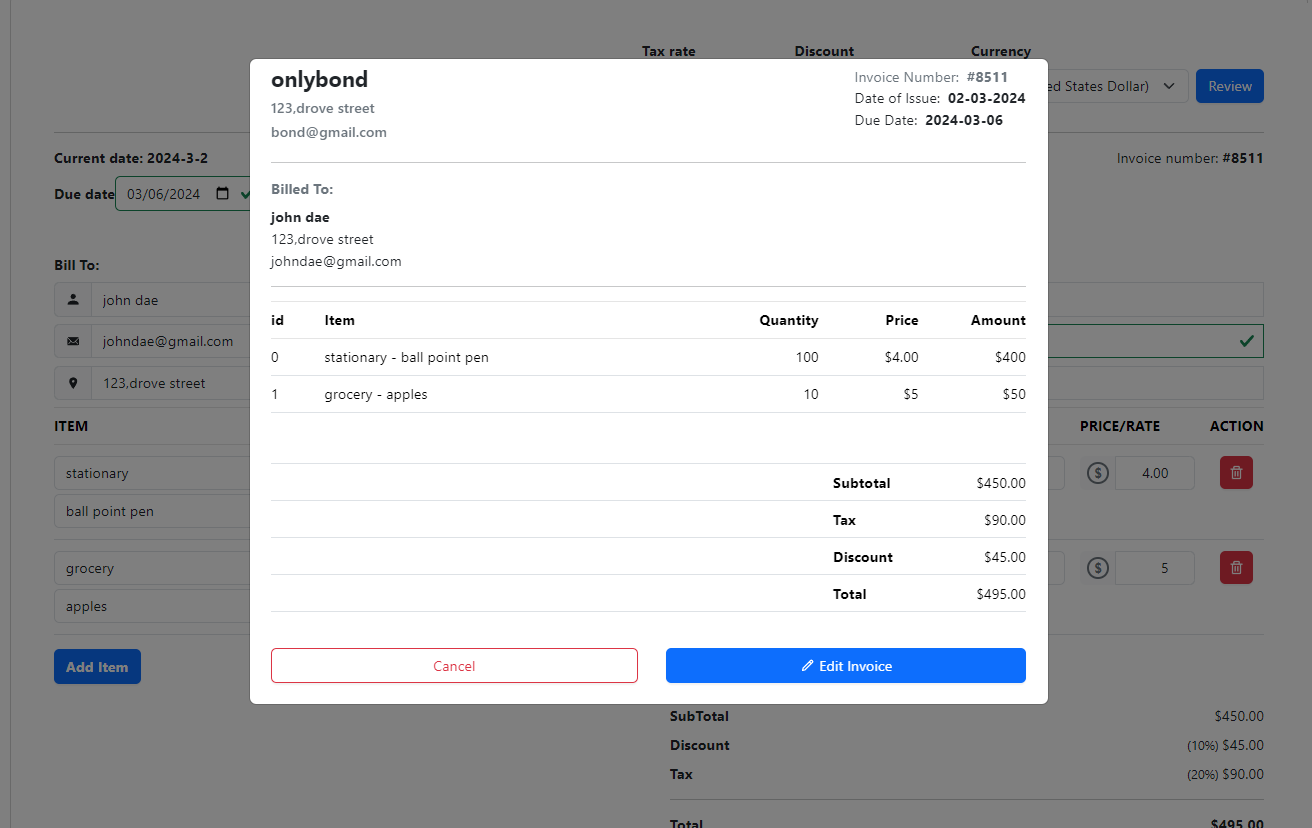 Tax rate Discount Currency
onlybond
Invoice Number: #8511
123,drove street
ed States Dollar) Review
Date of Issue: 02-03-2024
bond@gmail.com
Due Date: 2024-03-06
Current date: 2024-3-2
Invoice number: #8511
Billed To:
Due date 03/06/2024
john dae
123,drove street
johndae@gmail.com
Bill To:
john dae
johndae@gmail.com
123,drove street
id Item Quantity Price Amount
0 stationary - ball point pen 100 $4.00 $400
1 grocery - apples 10 $5 $50
ITEM PRICE/RATE ACTION
stationary $ 4.00
ball point pen
grocery $ 5
apples
Subtotal $450.00
Tax $90.00
Discount $45.00
Total $495.00
Cancel Edit Invoice
Add Item
SubTotal $450.00
Discount (10%) $45.00
Tax (20%) $90.00
Total $495.00